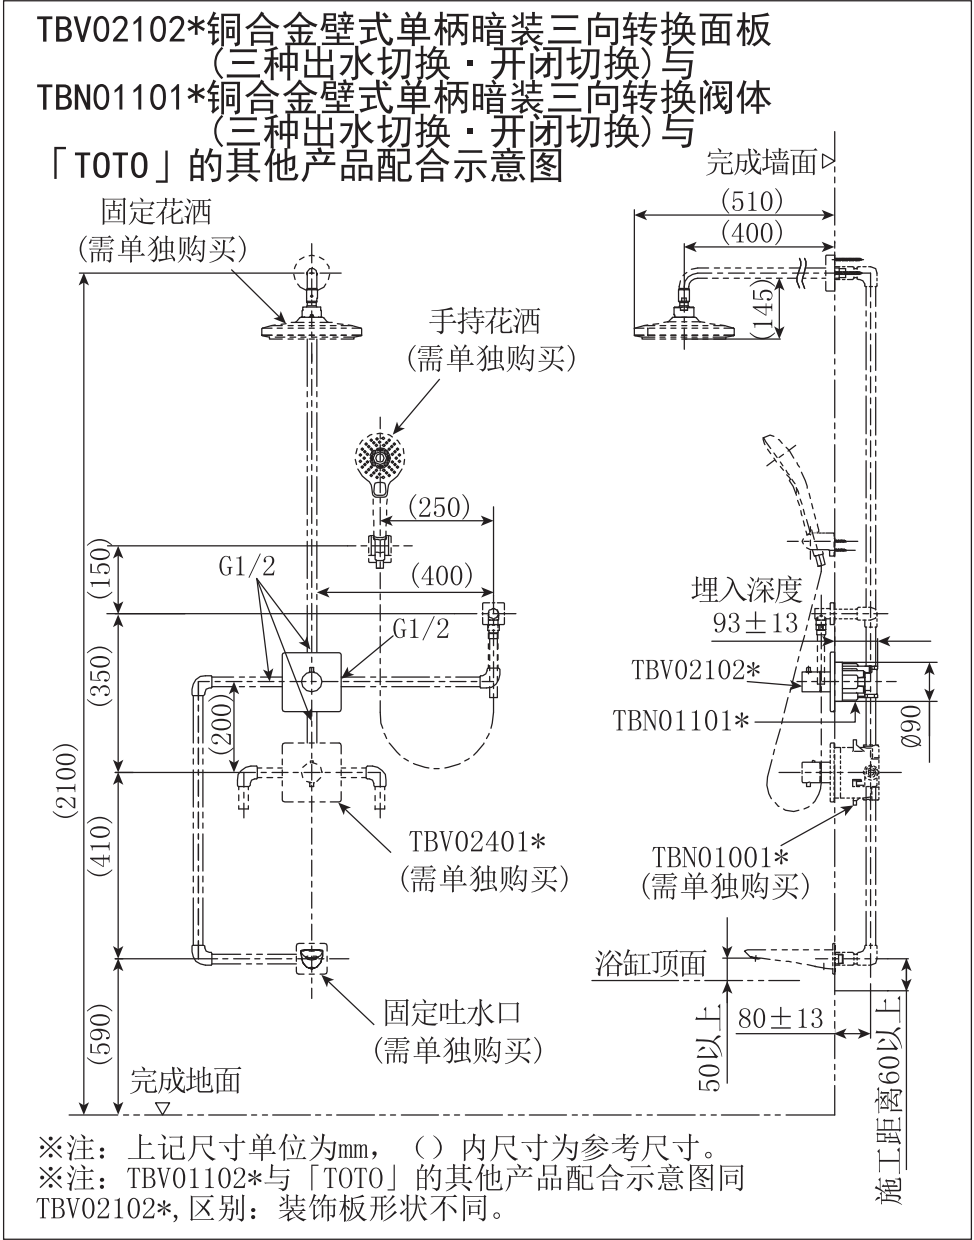 TBV02102*铜合金壁式单柄暗装三向转换面板
(三种出水切换·开闭切换)与
TBN01101*铜合金壁式单柄暗装三向转换阀体
(三种出水切换·开闭切换)与
「TOTO」的其他产品配合示意图
完成墙面
(510)
(400)
固定花洒
(需单独购买)
(145)
手持花洒
(需单独购买)
(250)
(150)
G1/2
(400)
G1/2
埋入深度
93±13
(350)
TBV02102*
TBN01101*
(200)
Ø90
(2100)
(410)
TBV02401*
(需单独购买)
TBN01001*
(需单独购买)
浴缸顶面
固定吐水口
(需单独购买)
(590)
50以上
80±13
施工距离60以上
完成地面
※注：上记尺寸单位为mm，（）内尺寸为参考尺寸。
※注：TBV01102*与「TOTO」的其他产品配合示意图同
TBV02102*,区别：装饰板形状不同。